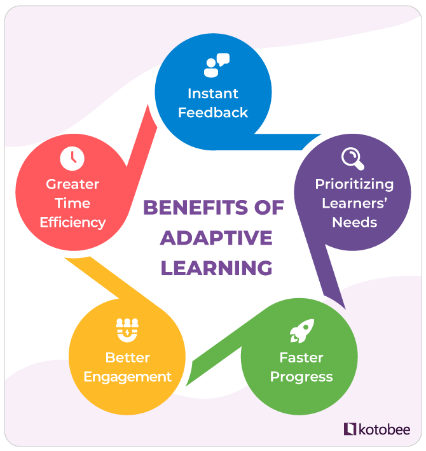 Instant
Feedback
Greater
Time
Efficiency
Prioritizing
Learners'
Needs
BENEFITS OF
ADAPTIVE
LEARNING
Better
Engagement
Faster
Progress
kotobee